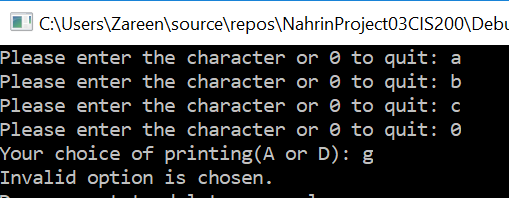 C:\Users\Zareen\source\repos\NahrinProject03CIS200\Debu
Please enter the character or 0 to quit: a
Please enter the character or 0 to quit: b
Please enter the character or 0 to quit: c
Please enter the character or 0 to quit: 0
Your choice of printing(A or D): g
Invalid option is chosen.